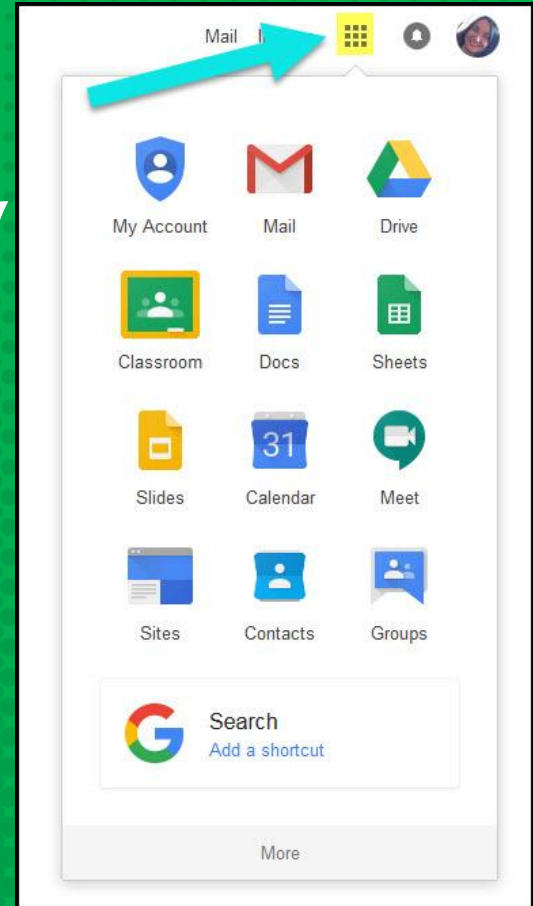 Mail
My Account Mail Drive
Classroom Docs Sheets
Slides 31 Calendar Meet
Sites Contacts Groups
G Search
Add a shortcut
More